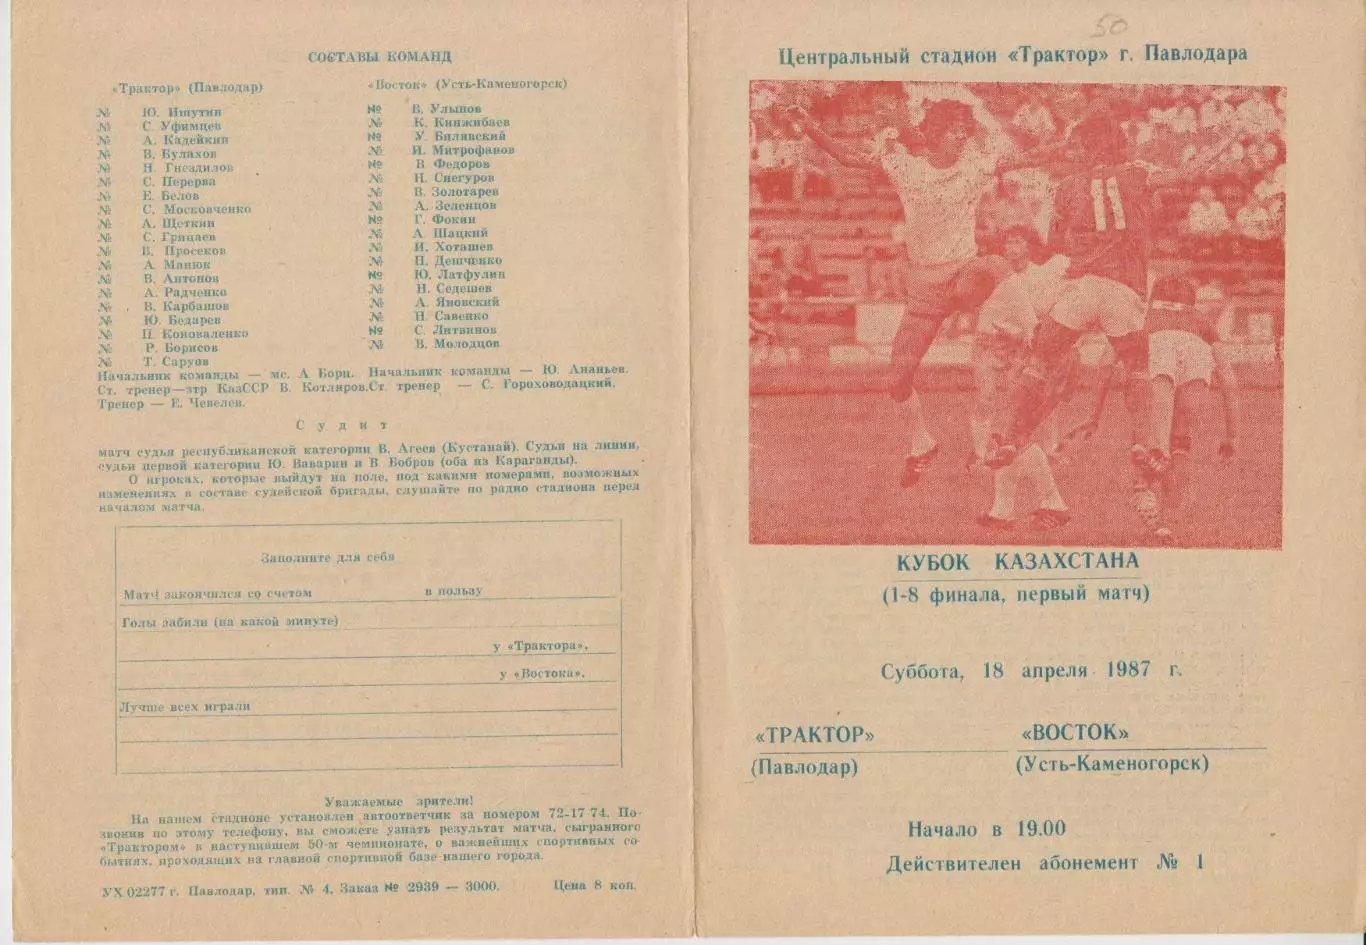 СОСТАВЫ КОМАНД
«Трактор» (Павлодар)
№ Ю. Ишутин
№ С. Уфимцев
№ А. Кадейкин
№ В. Булахов
№ Н. Гнездилов
№ С. Перерва
№ Е. Белов
№ С. Московченко
№ А. Щеткин
№ С. Грицаев
№ В. Просеков
№ А. Манюк
№ В. Антонов
№ А. Радченко
№ В. Карбашов
№ Ю. Бедарев
№ П. Коноваленко
№ Р. Борисов
№ Т. Саруов
Начальник команды — мс. А Борц.
Ст. тренер—зтр КазССР В. Котляров.
Тренер — Е. Чевелев.
«Восток» (Усть-Каменогорск)
№ В. Улыпов
№ К. Кинжибаев
№ У. Билявский
№ И. Митрофанов
№ В. Федоров
№ Н. Снегуров
№ В. Золотарев
№ А. Зеленцов
№ Г. Фокин
№ А. Шацкий
№ И. Хоташев
№ П. Дешченко
№ Ю. Латфулин
№ Н. Седешев
№ А. Яновский
№ Н. Савенко
№ С. Литвинов
№ В. Молодцов
Начальник команды — Ю. Ананьев.
Ст. тренер — С. Гороховодацкий.
Судит
матч судья республиканской категории В. Агеев (Кустанай). Судьи на линии,
судьи первой категории Ю. Ваварин и В. Бобров (оба из Караганды).
О игроках, которые выйдут на поле, под какими номерами, возможных
изменениях в составе судейской бригады, слушайте по радио стадиона перед
началом матча.
Заполните для себя
Матч закончился со счетом в пользу
Голы забили (на какой минуте)
у «Трактора».
у «Востока».
Лучше всех играли
Уважаемые зрители!
На нашем стадионе установлен автоответчик за номером 72-17 74. По-
звонив по этому телефону, вы сможете узнать результат матча, сыгранного
«Трактором» в наступившем 50-м чемпионате, о важнейших спортивных со-
бытиях, проходящих на главной спортивной базе нашего города.
УХ 02277 г. Павлодар, тип. № 4, Заказ № 2939 — 3000. Цена 8 коп.
50
Центральный стадион «Трактор» г. Павлодара
11
КУБОК КАЗАХСТАНА
(1-8 финала, первый матч)
Суббота, 18 апреля 1987 г.
«ТРАКТОР» «ВОСТОК»
(Павлодар) (Усть-Каменогорск)
Начало в 19.00
Действителен абонемент № 1